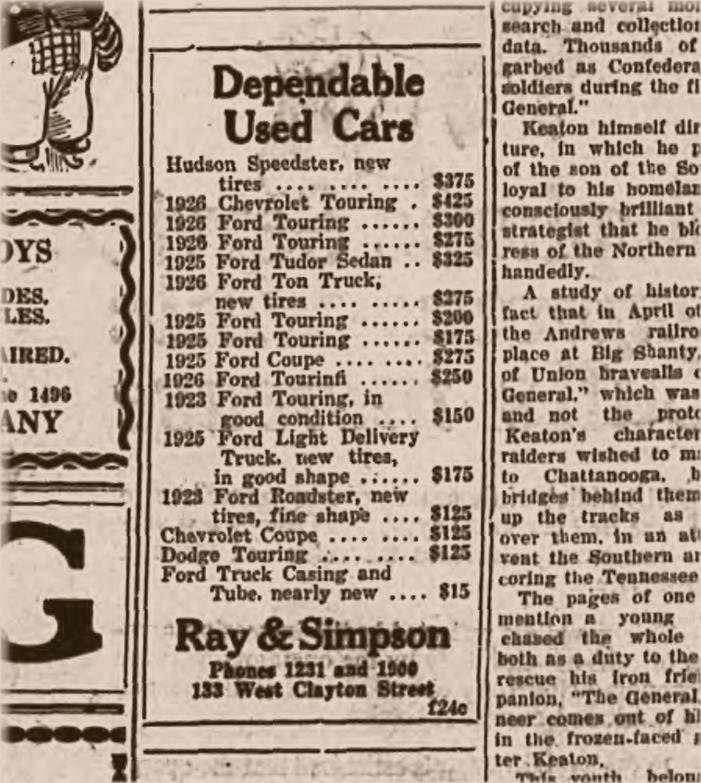 OYS
DES.
LES.
AIRED.
e 1496
ANY
G
Dependable
Used Cars
Hudson Speedster, new
tires .... .... .... $375
1926 Chevrolet Touring . $425
1926 Ford Touring ...... $300
1926 Ford Touring ...... $275
1925 Ford Tudor Sedan .. $325
1926 Ford Ton Truck,
new tires .... ..... $275
1925 Ford Touring ...... $200
1925 Ford Touring ...... $175
1925 Ford Coupe .... .... $275
1926 Ford Tourinfi ...... $250
1923 Ford Touring, in
good condition .... $150
1925 Ford Light Delivery
Truck, new tires,
in good shape ...... $175
1923 Ford Roadster, new
tires, fine shape .... $125
Chevrolet Coupe .... .... $125
Dodge Touring ......... $125
Ford Truck Casing and
Tube, nearly new .... $15
Ray & Simpson
Phones 1231 and 1900
133 West Clayton Street
f24c
cupying several
search and collection
data. Thousands of
garbed as Confedera
soldiers during the
General."
Keaton himself dir
ture, in which he p
of the son of the So
loyal to his homelan
consciously brilliant
strategist that he
ress of the Northern
handedly.
A study of histor
fact that in April of
the Andrews railro
place at Big Shanty,
of Union bravealls
General," which was
and not the proto
Keaton's character
raiders wished to
to Chattanooga, b
bridges behind them
up the tracks as
over them, in an att
vent the Southern ar
coring the Tennessee
The pages of one
mention a young
chased the whole
both as a duty to the
rescue his iron frie
panion, "The General,
neer comes out of hi
in the frozen-faced
ter Keaton.
This youth belon